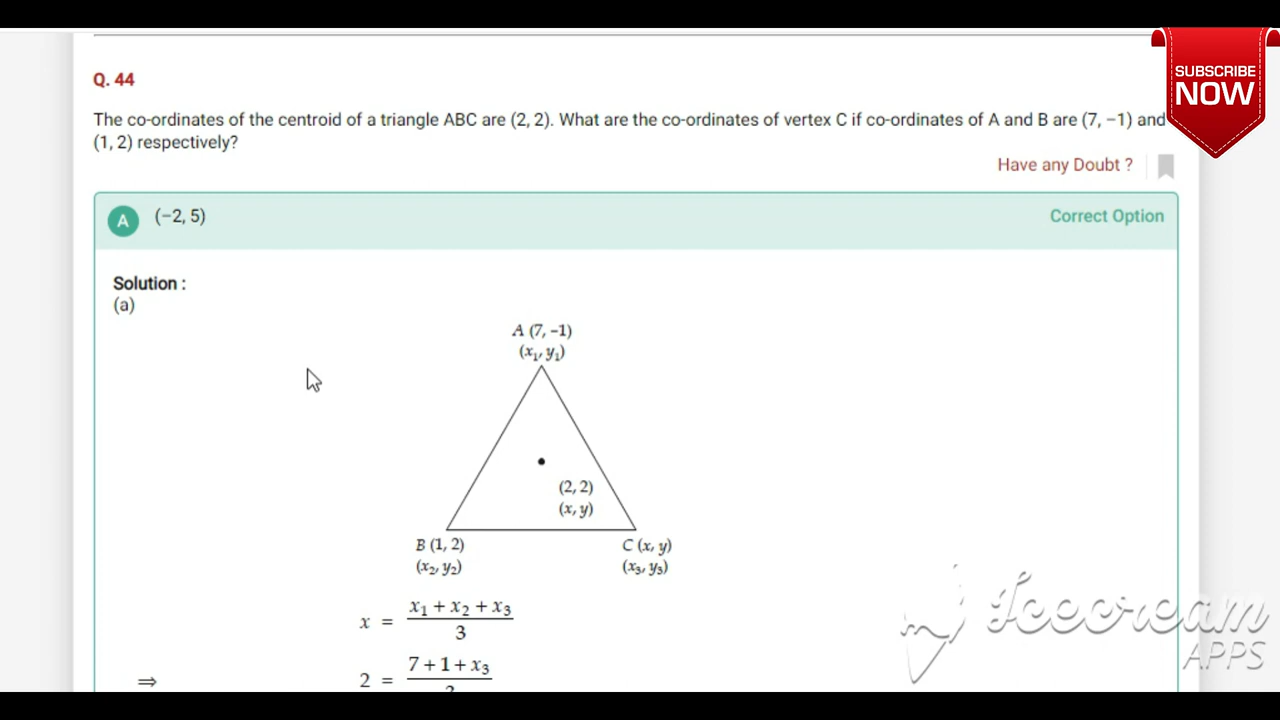 SUBSCRIBE
NOW
Q. 44
The co-ordinates of the centroid of a triangle ABC are (2, 2). What are the co-ordinates of vertex C if co-ordinates of A and B are (7, −1) and
(1, 2) respectively?
Have any Doubt ?
A (−2, 5) Correct Option
Solution :
(a)
A (7, −1)
(x₁, y₁)
(2, 2)
(x, y)
B (1, 2) C (x, y)
(x₂, y₂) (x₃, y₃)
x = (x₁ + x₂ + x₃)/3
⇒ 2 = (7 + 1 + x₃)/
Icecream
APPS